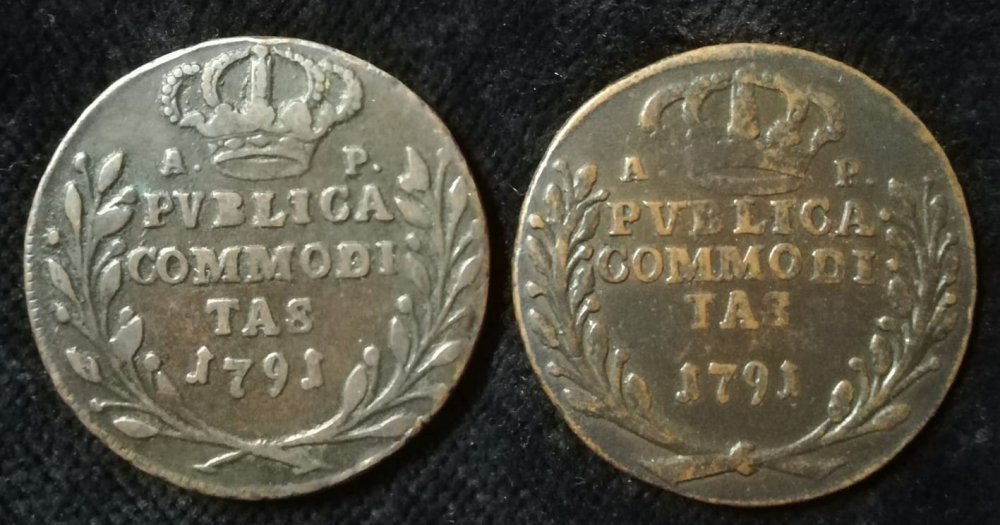 A. P.
PVBLICA
COMMODI
TAS
1791
A. P.
PVBLICA
COMMODI
TAS
1791